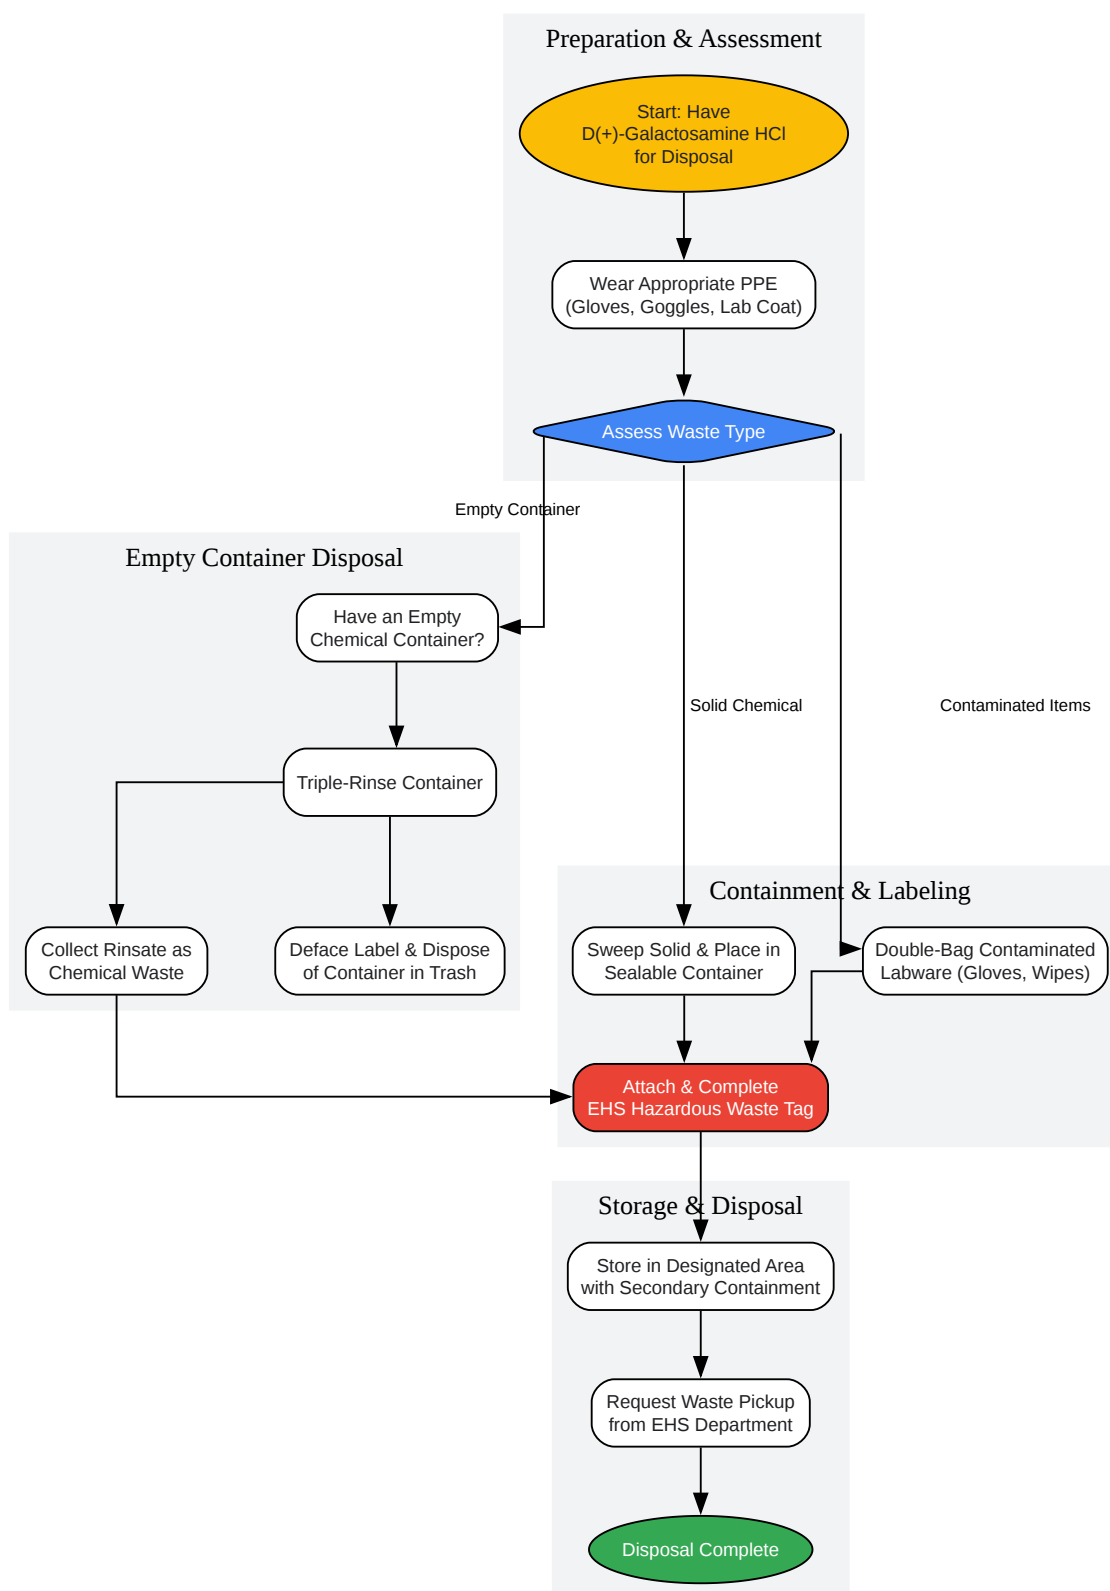 Preparation & Assessment
Start: Have
D(+)-Galactosamine HCl
for Disposal
Wear Appropriate PPE
(Gloves, Goggles, Lab Coat)
Assess Waste Type
Empty Container
Empty Container Disposal
Have an Empty
Chemical Container?
Solid Chemical
Contaminated Items
Triple-Rinse Container
Containment & Labeling
Collect Rinsate as
Chemical Waste
Deface Label & Dispose
of Container in Trash
Sweep Solid & Place in
Sealable Container
Double-Bag Contaminated
Labware (Gloves, Wipes)
Attach & Complete
EHS Hazardous Waste Tag
Storage & Disposal
Store in Designated Area
with Secondary Containment
Request Waste Pickup
from EHS Department
Disposal Complete